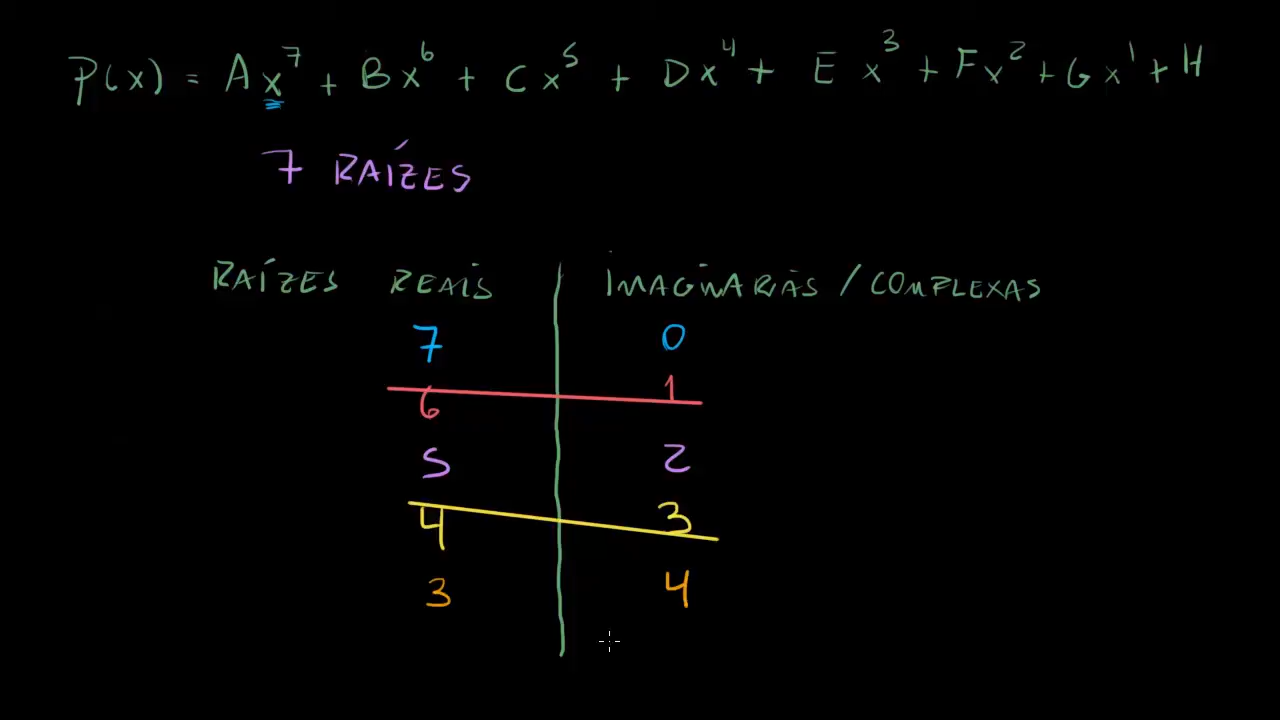 P(x) = Ax⁷ + Bx⁶ + Cx⁵ + Dx⁴ + Ex³ + Fx² + Gx¹ + H
7 RAÍZES
RAÍZES REAIS IMAGINARIAS / COMPLEXAS
7 0
6 1
5 2
4 3
3 4